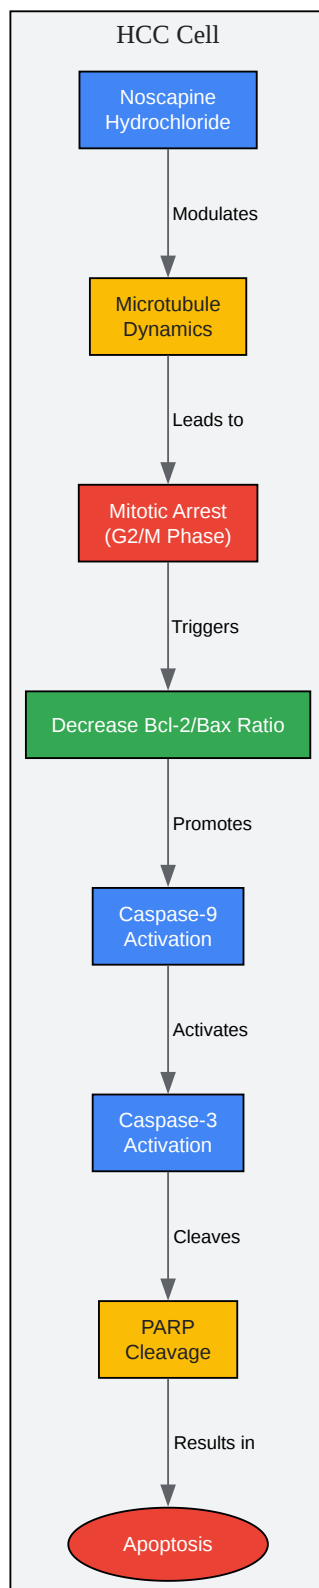 HCC Cell
Noscapine
Hydrochloride
Modulates
Microtubule
Dynamics
Leads to
Mitotic Arrest
(G2/M Phase)
Triggers
Decrease Bcl-2/Bax Ratio
Promotes
Caspase-9
Activation
Activates
Caspase-3
Activation
Cleaves
PARP
Cleavage
Results in
Apoptosis